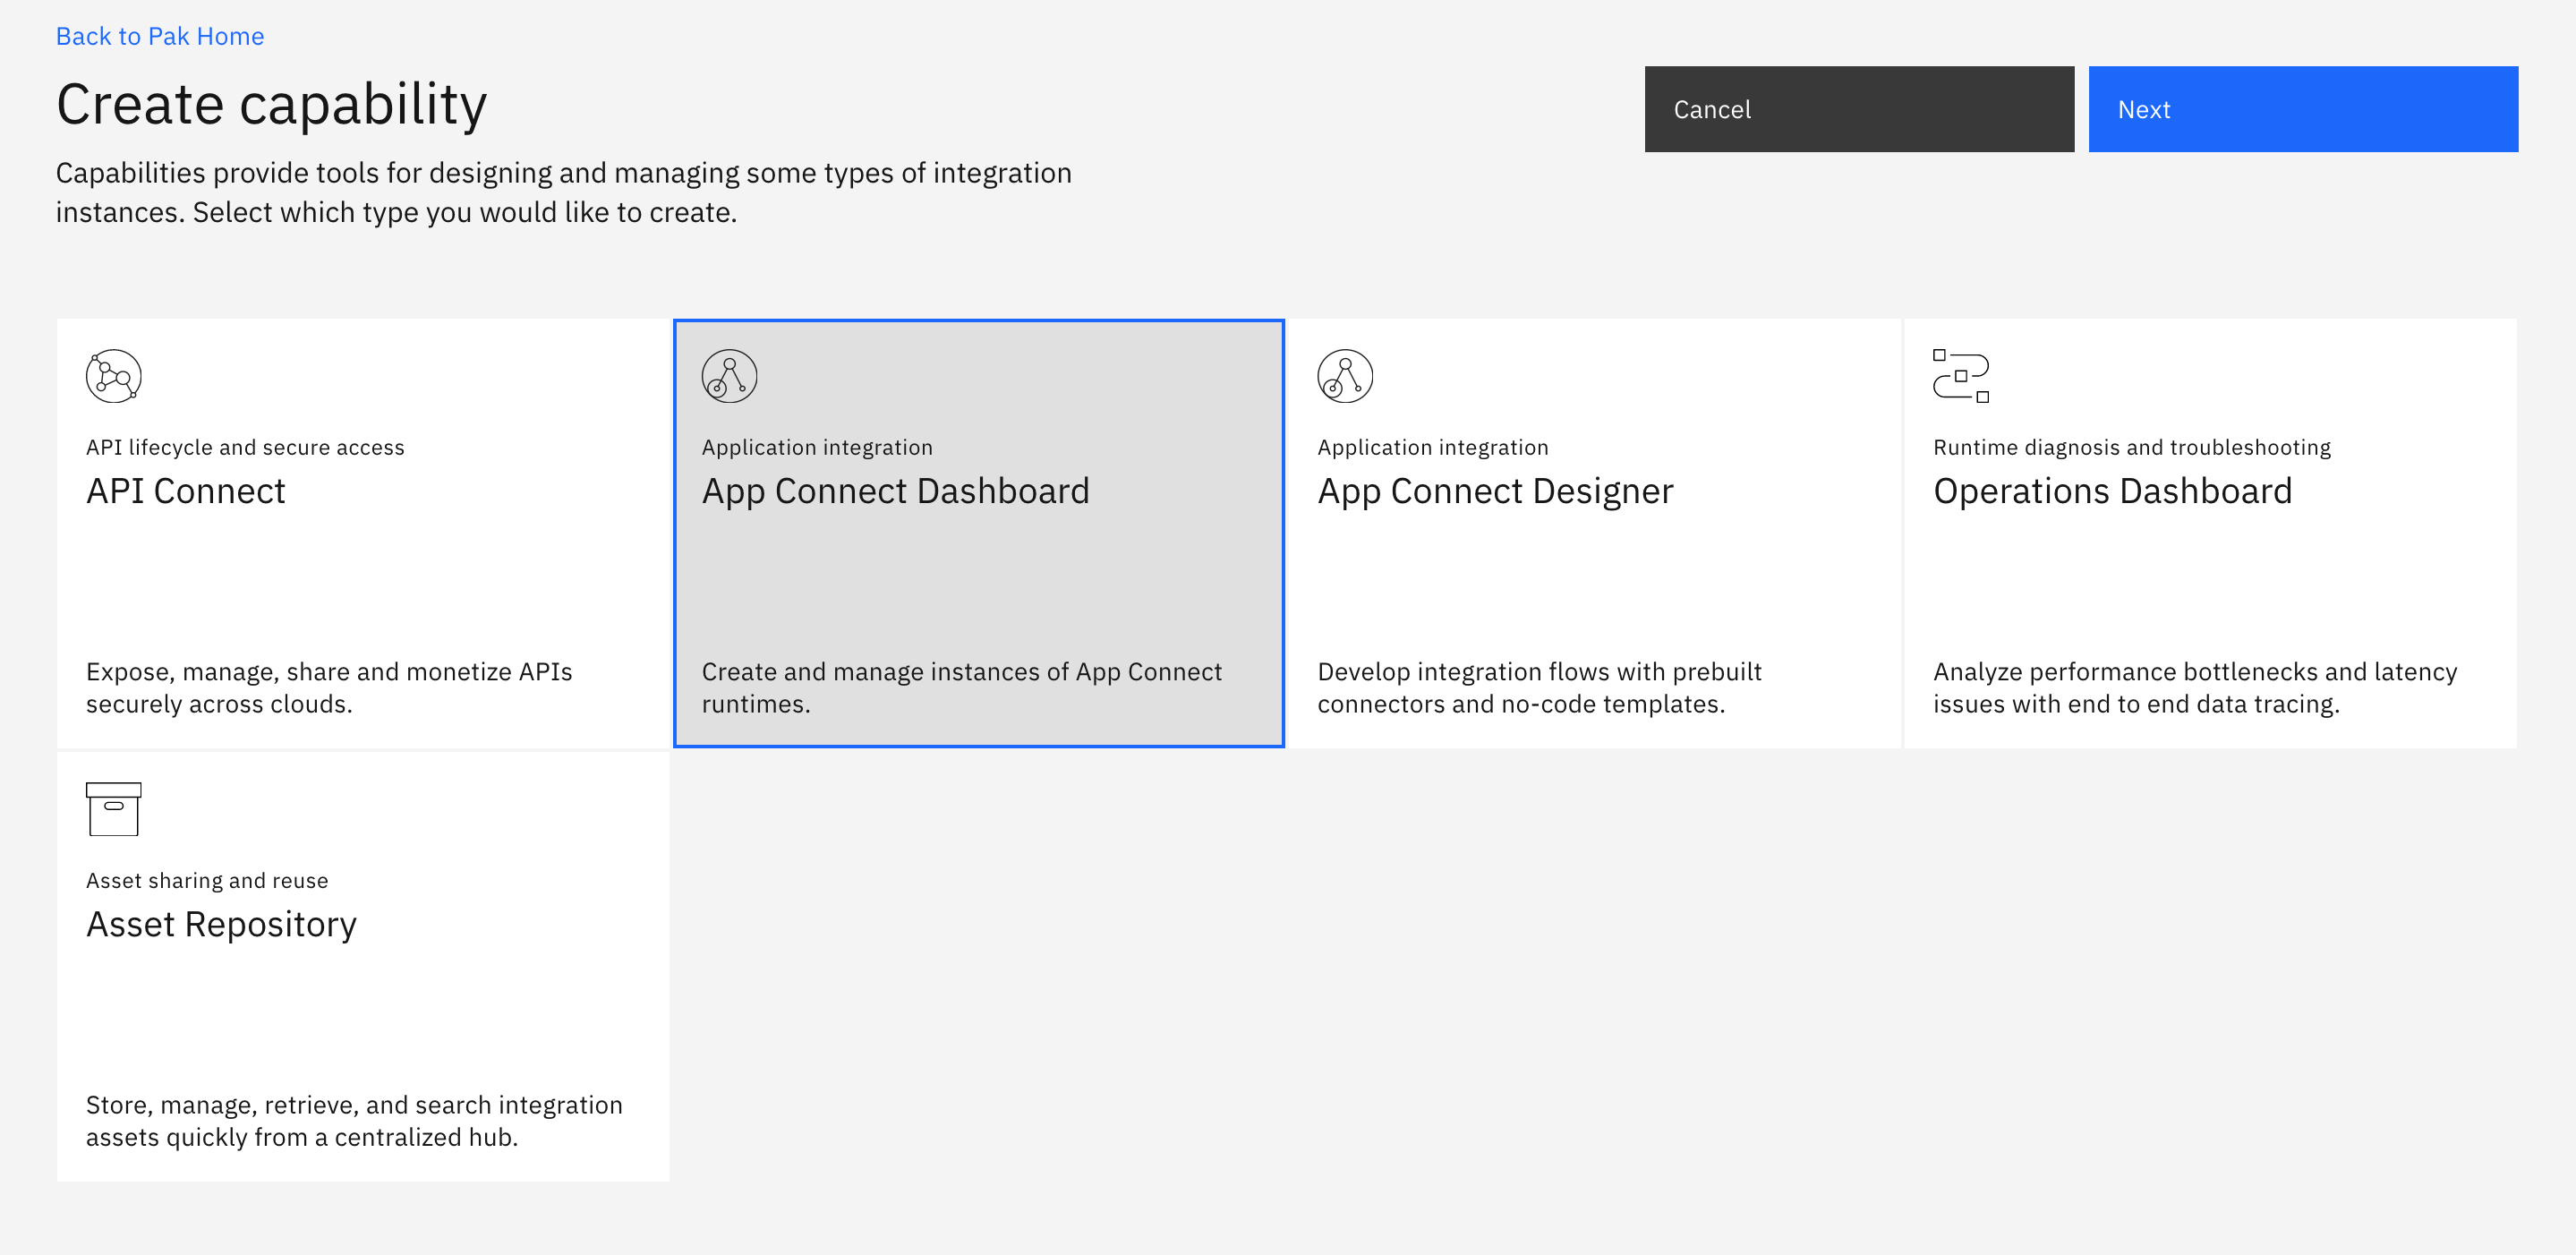 Back to Pak Home
Create capability
Capabilities provide tools for designing and managing some types of integration
instances. Select which type you would like to create.
Cancel
Next
API lifecycle and secure access
API Connect
Expose, manage, share and monetize APIs
securely across clouds.
Application integration
App Connect Dashboard
Create and manage instances of App Connect
runtimes.
Application integration
App Connect Designer
Develop integration flows with prebuilt
connectors and no-code templates.
Runtime diagnosis and troubleshooting
Operations Dashboard
Analyze performance bottlenecks and latency
issues with end to end data tracing.
Asset sharing and reuse
Asset Repository
Store, manage, retrieve, and search integration
assets quickly from a centralized hub.